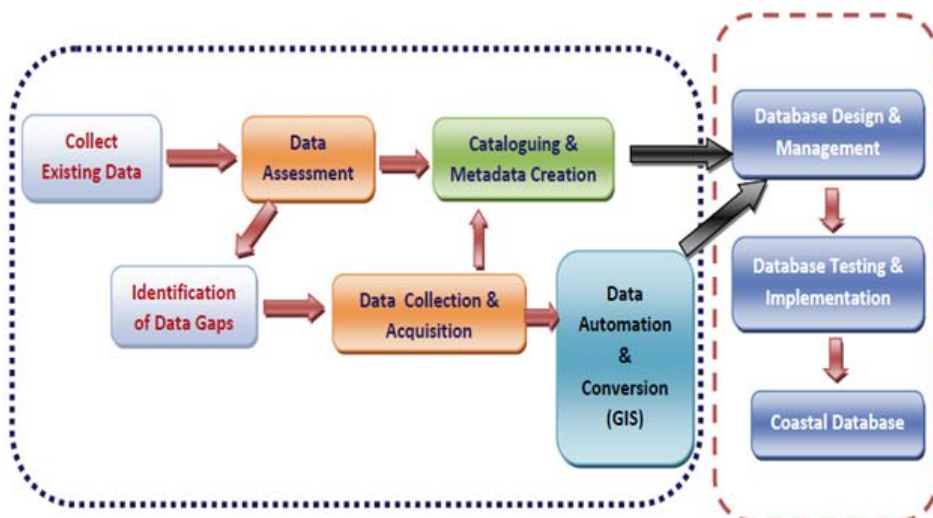 Collect
Existing Data
Data
Assessment
Cataloguing &
Metadata Creation
Database Design &
Management
Identification
of Data Gaps
Data Collection &
Acquisition
Data
Automation
&
Conversion
(GIS)
Database Testing &
Implementation
Coastal Database